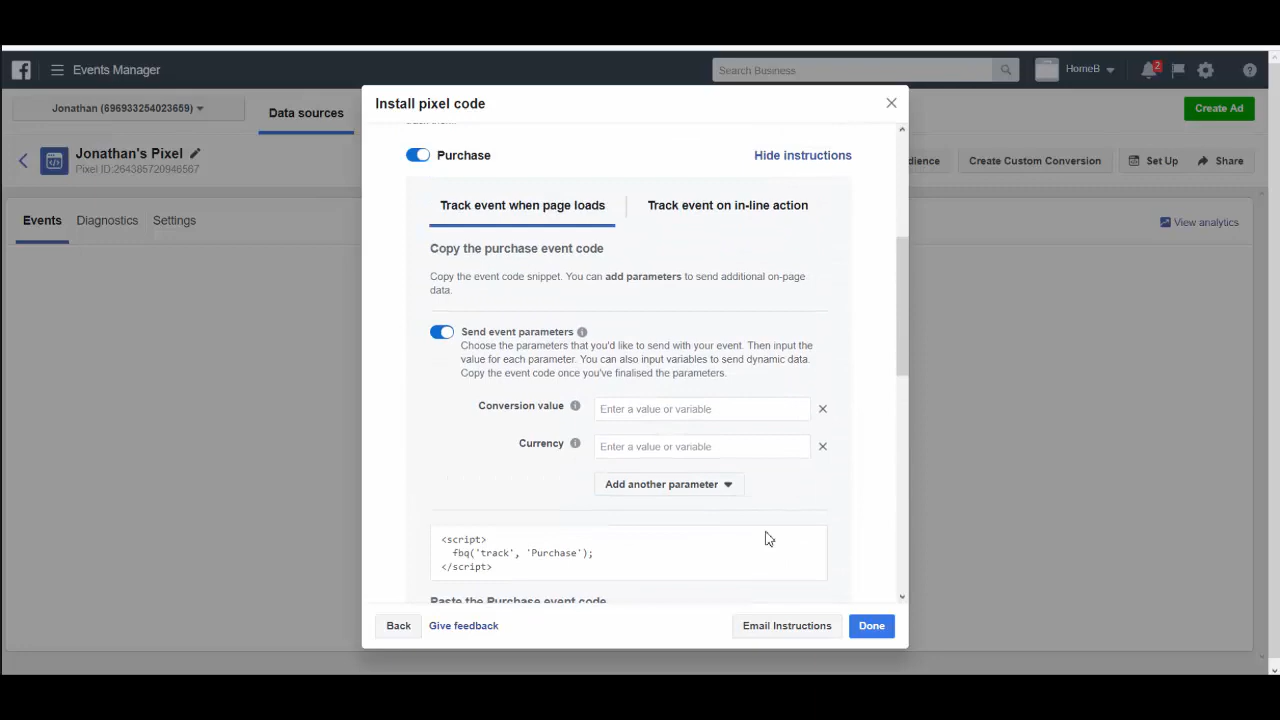 Events Manager
Search Business
HomeB
2
Jonathan (696933254023659)
Data sources
Create Ad
Install pixel code
Jonathan's Pixel
Pixel ID:264385720946567
Create Custom Conversion
Set Up
Share
Purchase
Hide instructions
Events
Diagnostics
Settings
View analytics
Track event when page loads
Track event on in-line action
Copy the purchase event code
Copy the event code snippet. You can add parameters to send additional on-page
data.
Send event parameters
Choose the parameters that you'd like to send with your event. Then input the
value for each parameter. You can also input variables to send dynamic data.
Copy the event code once you've finalised the parameters.
Conversion value
Enter a value or variable
Currency
Enter a value or variable
Add another parameter
<script>
fbq('track', 'Purchase');
</script>
Paste the Purchase event code
Back
Give feedback
Email Instructions
Done